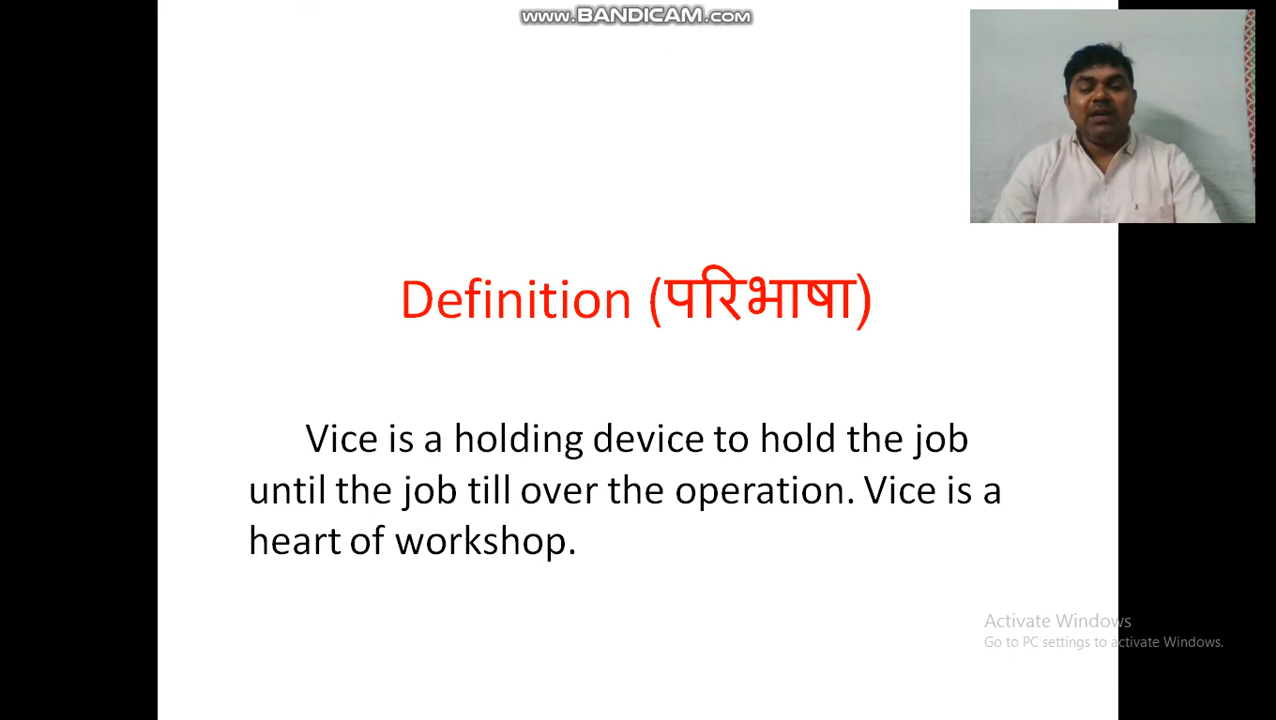 www.BANDICAM.com
Definition (परिभाषा)
Vice is a holding device to hold the job
until the job till over the operation. Vice is a
heart of workshop.
Activate Windows
Go to PC settings to activate Windows.